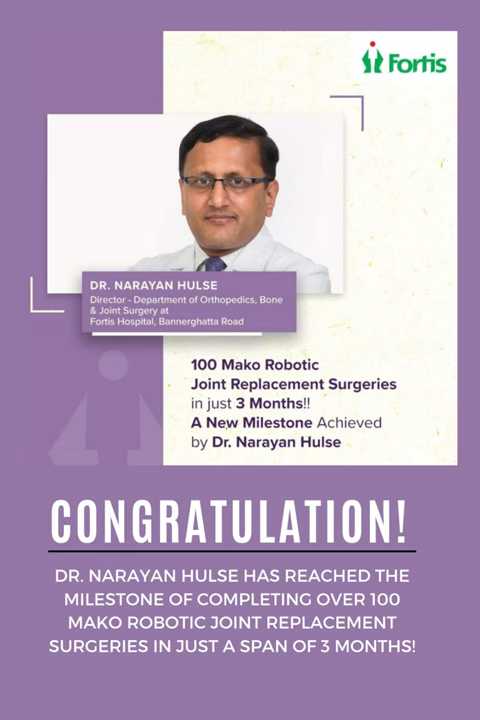 Fortis
DR. NARAYAN HULSE
Director - Department of Orthopedics, Bone
& Joint Surgery at
Fortis Hospital, Bannerghatta Road
100 Mako Robotic
Joint Replacement Surgeries
in just 3 Months!!
A New Milestone Achieved
by Dr. Narayan Hulse
CONGRATULATION!
DR. NARAYAN HULSE HAS REACHED THE
MILESTONE OF COMPLETING OVER 100
MAKO ROBOTIC JOINT REPLACEMENT
SURGERIES IN JUST A SPAN OF 3 MONTHS!